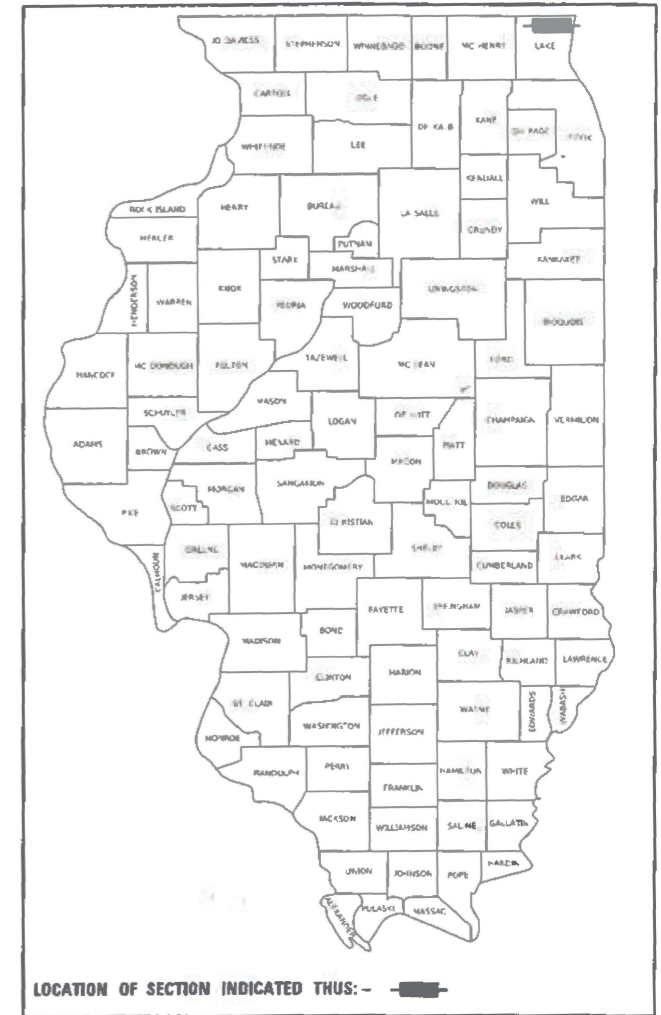 JO DAVIESS STEPHENSON WINNEBAGO BOONE MC HENRY LAKE
CARROLL OGLE
DE KALB KANE DU PAGE COOK
WHITESIDE LEE
KENDALL
ROCK ISLAND HENRY BUREAU LA SALLE WILL
GRUNDY
MERCER PUTNAM
STARK MARSHALL KANKAKEE
HENDERSON WARREN KNOX PEORIA WOODFORD LIVINGSTON
IROQUOIS
HANCOCK MC DONOUGH FULTON TAZEWELL MC LEAN FORD
MASON
SCHUYLER LOGAN DE WITT CHAMPAIGN VERMILION
ADAMS BROWN CASS MENARD MACON PIATT
PIKE SCOTT MORGAN SANGAMON MOULTRIE DOUGLAS EDGAR
CHRISTIAN COLES
CALHOUN GREENE MACOUPIN MONTGOMERY SHELBY CUMBERLAND CLARK
JERSEY
FAYETTE EFFINGHAM JASPER CRAWFORD
MADISON BOND
CLAY RICHLAND LAWRENCE
CLINTON MARION
ST. CLAIR WAYNE EDWARDS WABASH
WASHINGTON JEFFERSON
MONROE
RANDOLPH PERRY HAMILTON WHITE
FRANKLIN
JACKSON WILLIAMSON SALINE GALLATIN
UNION JOHNSON POPE HARDIN
ALEXANDER PULASKI MASSAC
LOCATION OF SECTION INDICATED THUS:-